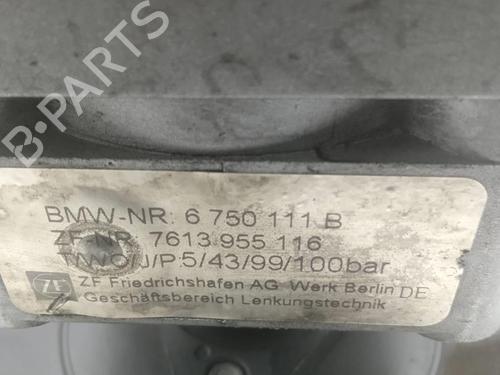 B-PARTS
BMW-NR: 6 750 111 B
ZF-NR 7613 955 116
TWO/J/P:5/43/99/100bar
ZF Friedrichshafen AG Werk Berlin DE
Geschäftsbereich Lenkungstechnik
ZF